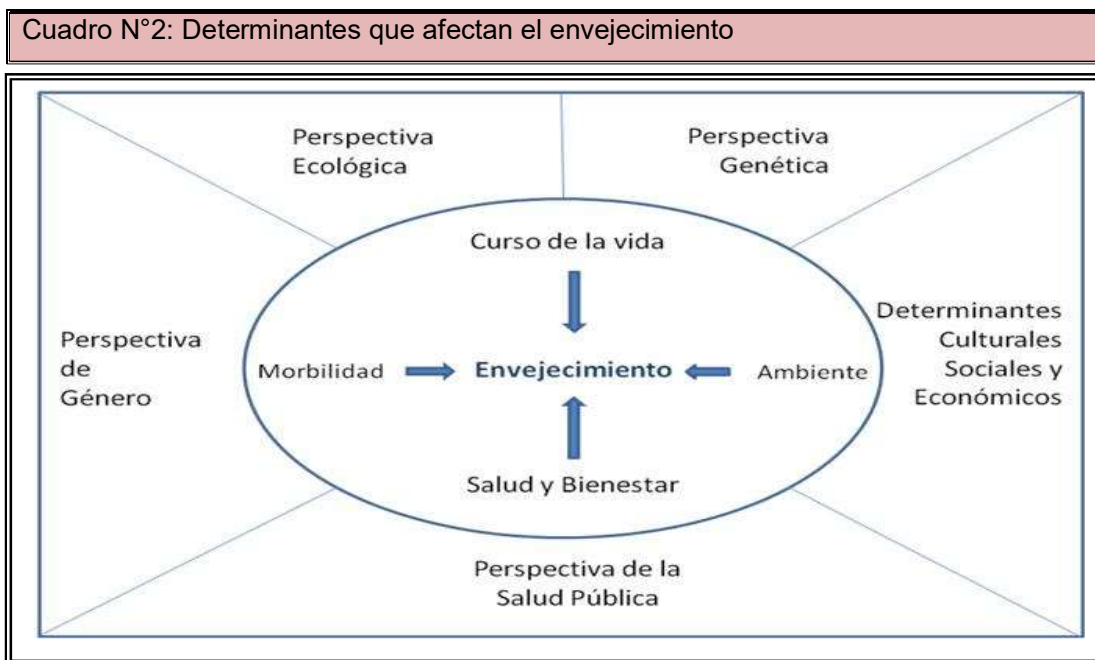 Cuadro N°2: Determinantes que afectan el envejecimiento
Perspectiva
Ecológica
Perspectiva
Genética
Curso de la vida
Perspectiva
de
Género
Morbilidad
Envejecimiento
Ambiente
Determinantes
Culturales
Sociales y
Económicos
Salud y Bienestar
Perspectiva de la
Salud Pública